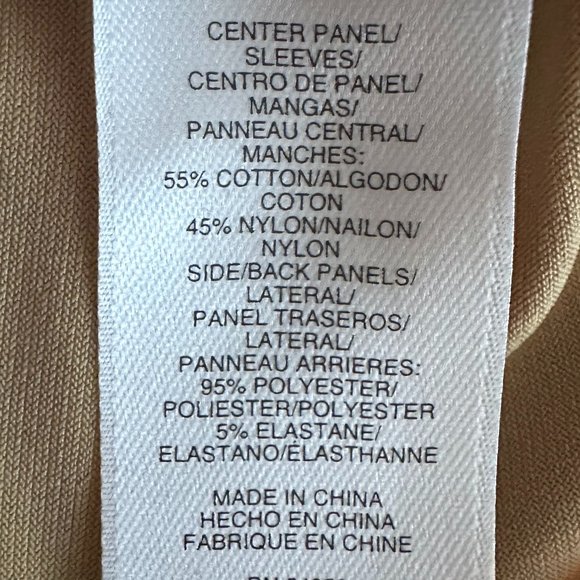 CENTER PANEL/
SLEEVES/
CENTRO DE PANEL/
MANGAS/
PANNEAU CENTRAL/
MANCHES:
55% COTTON/ALGODON/
COTON
45% NYLON/NAILON/
NYLON
SIDE/BACK PANELS/
LATERAL/
PANEL TRASEROS/
LATERAL/
PANNEAU ARRIERES:
95% POLYESTER/
POLIESTER/POLYESTER
5% ELASTANE/
ELASTANO/ÉLASTHANNE
MADE IN CHINA
HECHO EN CHINA
FABRIQUE EN CHINE